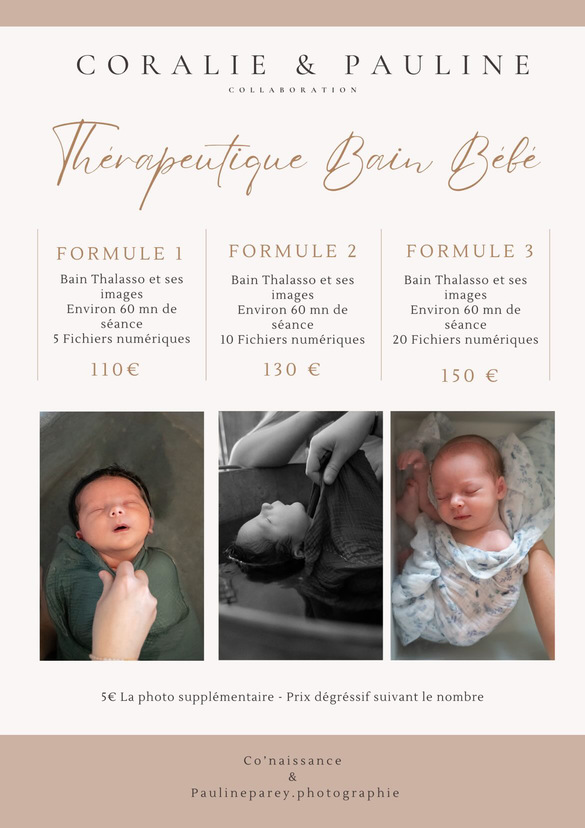 CORALIE & PAULINE
COLLABORATION
Thérapeutique Bain Bébé
FORMULE 1
Bain Thalasso et ses
images
Environ 60 mn de
séance
5 Fichiers numériques
110€
FORMULE 2
Bain Thalasso et ses
images
Environ 60 mn de
séance
10 Fichiers numériques
130 €
FORMULE 3
Bain Thalasso et ses
images
Environ 60 mn de
séance
20 Fichiers numériques
150 €
5€ La photo supplémentaire - Prix dégréssif suivant le nombre
Co'naissance
&
Paulineparey.photographie